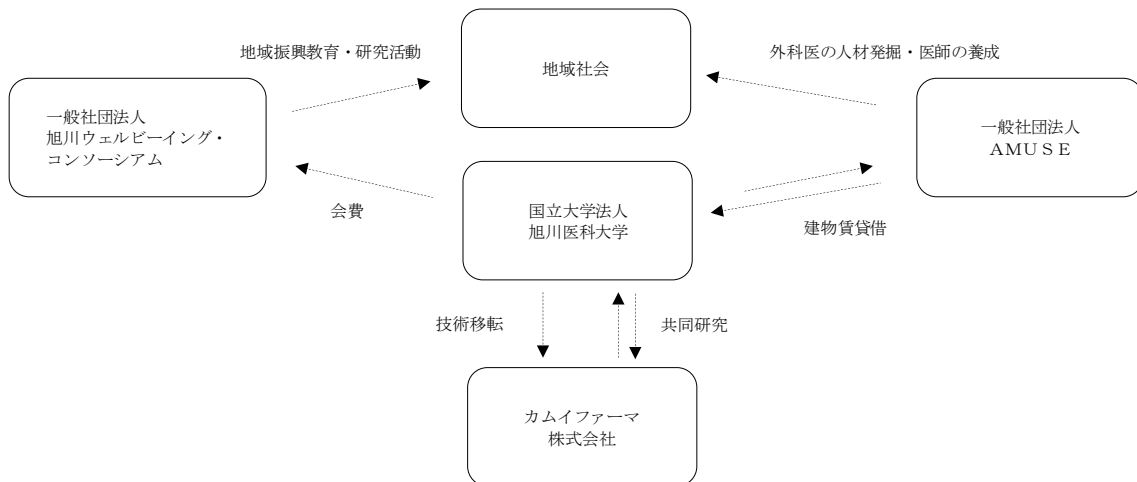 地域振興教育・研究活動
地域社会
外科医の人材発掘・医師の養成
一般社団法人
旭川ウェルビーイング・
コンソーシアム
一般社団法人
AMUSE
会費
国立大学法人
旭川医科大学
建物賃貸借
技術移転
共同研究
カムイファーマ
株式会社